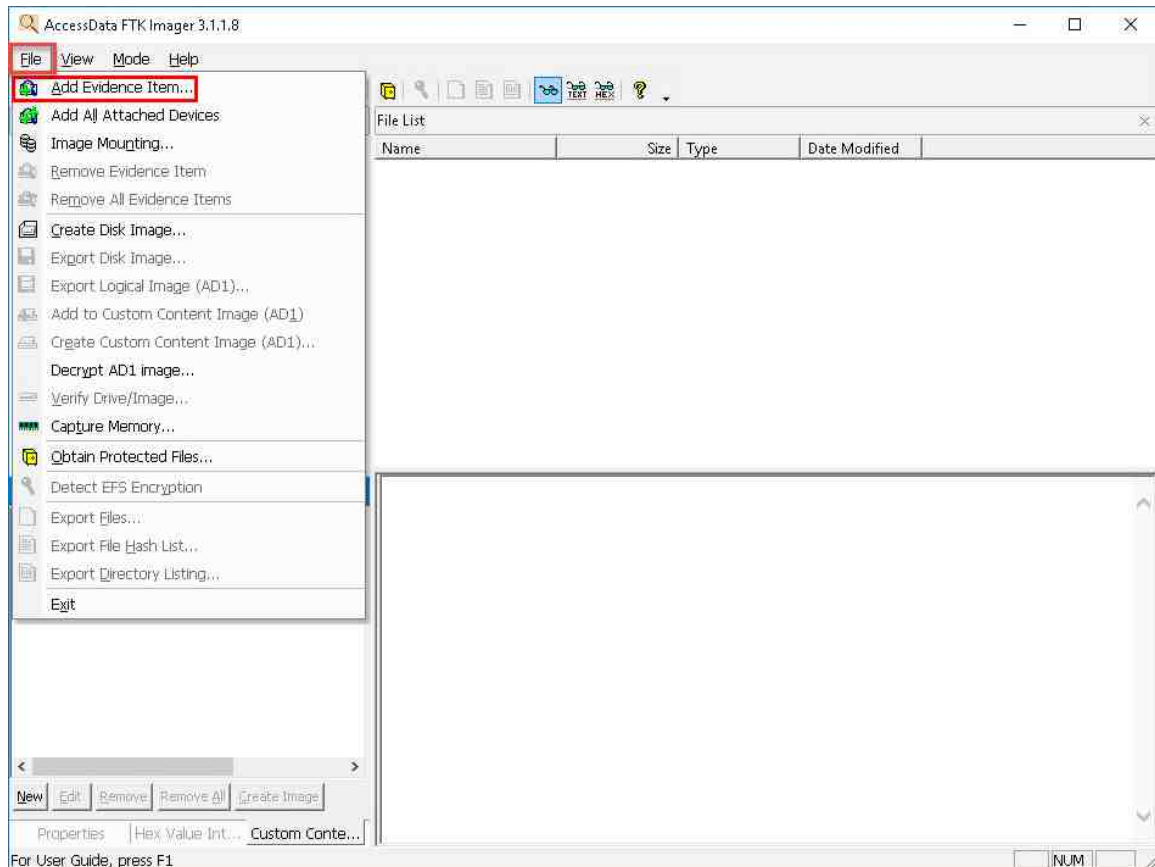 AccessData FTK Imager 3.1.1.8
File View Mode Help
Add Evidence Item...
Add All Attached Devices
Image Mounting...
Remove Evidence Item
Remove All Evidence Items
Create Disk Image...
Export Disk Image...
Export Logical Image (AD1)...
Add to Custom Content Image (AD1)
Create Custom Content Image (AD1)...
Decrypt AD1 image...
Verify Drive/Image...
Capture Memory...
Obtain Protected Files...
Detect EFS Encryption
Export Files...
Export File Hash List...
Export Directory Listing...
Exit
TEXT HEX
File List
Name Size Type Date Modified
New Edit Remove Remove All Create Image
Properties Hex Value Int... Custom Conte...
For User Guide, press F1 NUM